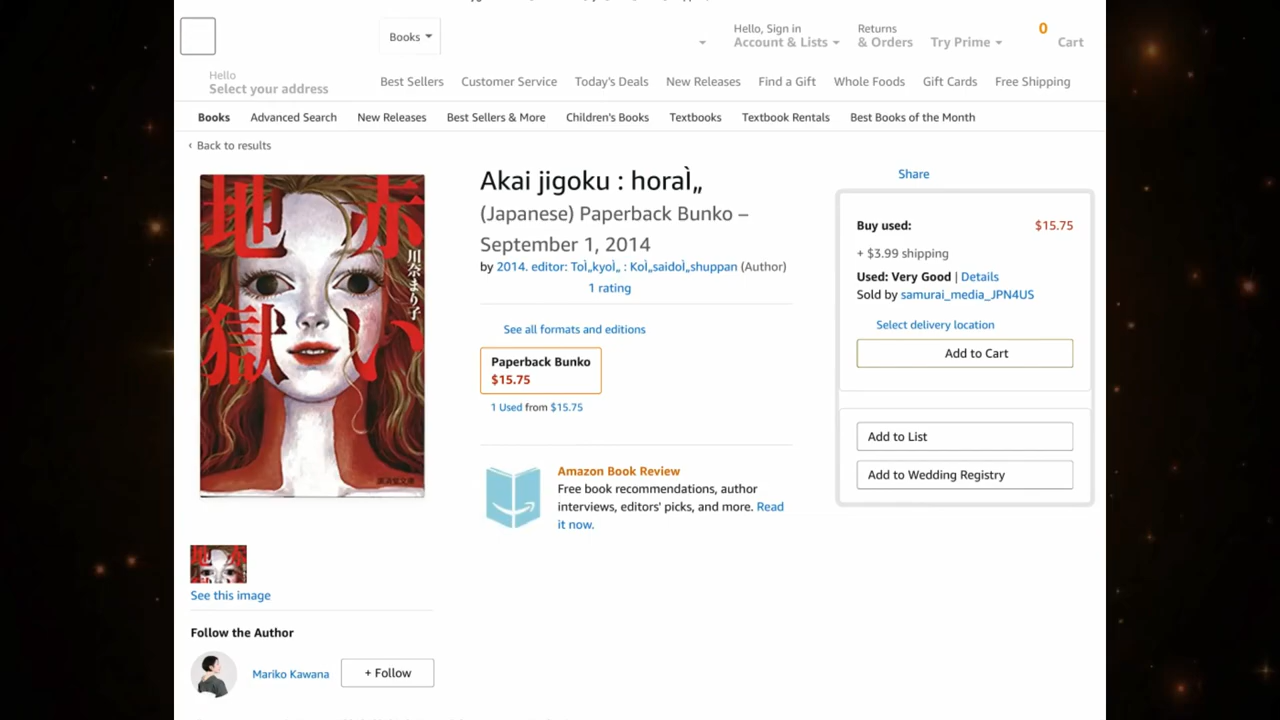 Books
Hello, Sign in
Account & Lists
Returns
& Orders
Try Prime
0
Cart
Hello
Select your address
Best Sellers
Customer Service
Today's Deals
New Releases
Find a Gift
Whole Foods
Gift Cards
Free Shipping
Books
Advanced Search
New Releases
Best Sellers & More
Children's Books
Textbooks
Textbook Rentals
Best Books of the Month
‹ Back to results
赤い
地獄
川奈まり子
廣済堂文庫
Akai jigoku : horaÌ„
(Japanese) Paperback Bunko –
September 1, 2014
by 2014. editor: ToÌ„kyoÌ„ : KoÌ„saidoÌ„shuppan (Author)
1 rating
See all formats and editions
Paperback Bunko
$15.75
1 Used from $15.75
Amazon Book Review
Free book recommendations, author
interviews, editors' picks, and more. Read
it now.
Share
Buy used:
$15.75
+ $3.99 shipping
Used: Very Good | Details
Sold by samurai_media_JPN4US
Select delivery location
Add to Cart
Add to List
Add to Wedding Registry
See this image
Follow the Author
Mariko Kawana
+ Follow